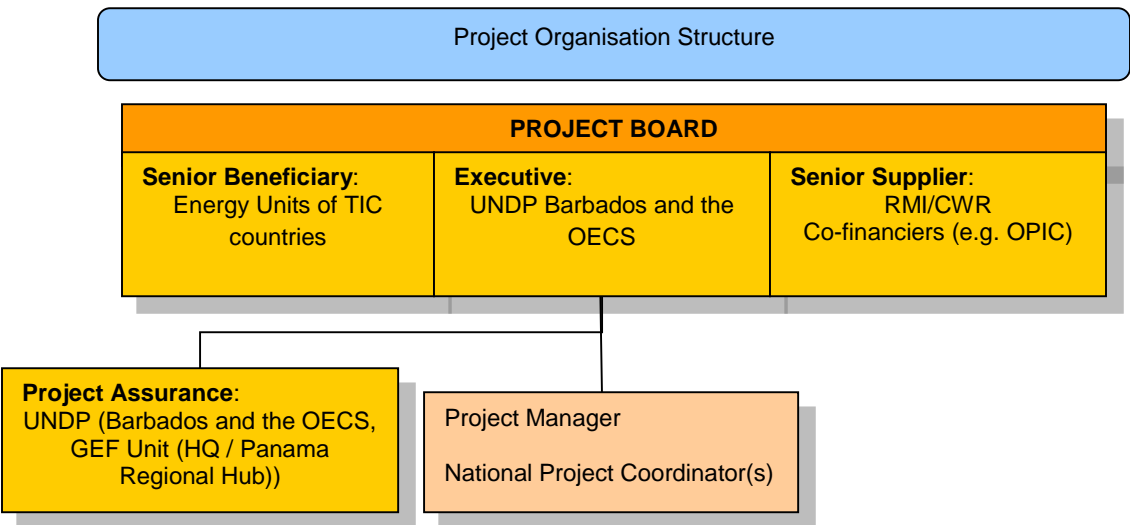 Project Organisation Structure
PROJECT BOARD
Senior Beneficiary:
Energy Units of TIC
countries
Executive:
UNDP Barbados and the
OECS
Senior Supplier:
RMI/CWR
Co-financiers (e.g. OPIC)
Project Assurance:
UNDP (Barbados and the OECS,
GEF Unit (HQ / Panama
Regional Hub))
Project Manager
National Project Coordinator(s)